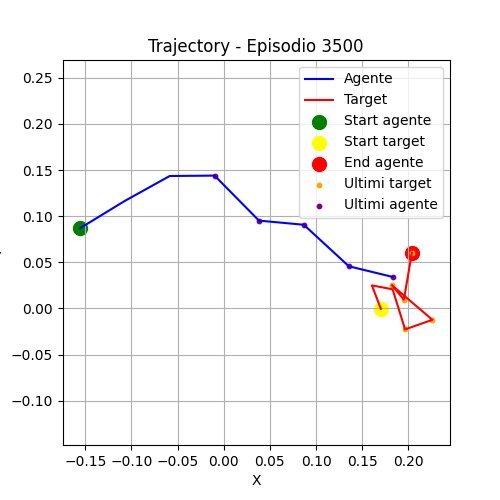 Trajectory - Episodio 3500
Agente
Target
Start agente
Start target
End agente
Ultimi target
Ultimi agente
0.25
0.20
0.15
0.10
0.05
0.00
−0.05
−0.10
−0.15 −0.10 −0.05 0.00 0.05 0.10 0.15 0.20
X